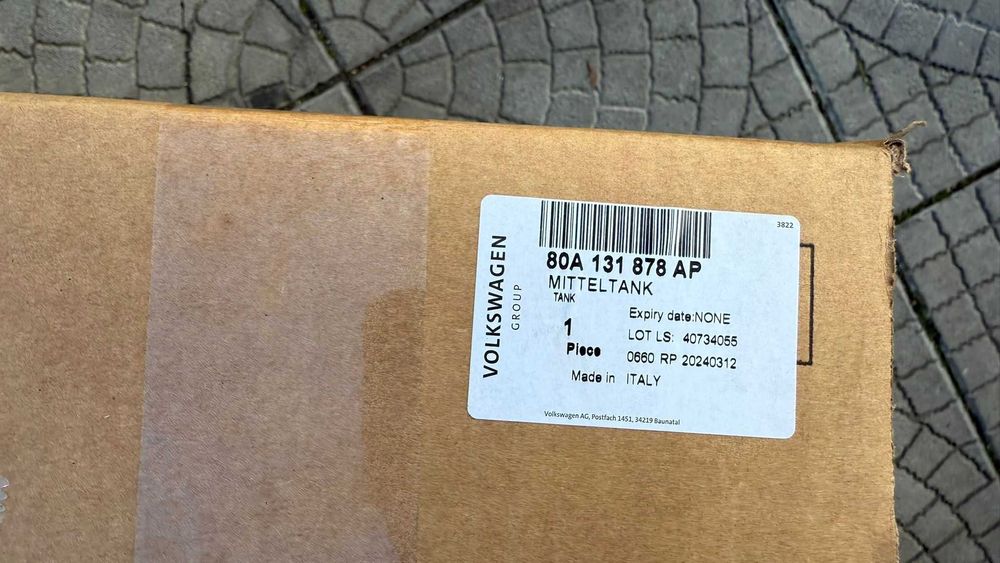 3822
VOLKSWAGEN
GROUP
80A 131 878 AP
MITTELTANK
TANK
Expiry date:NONE
1
Piece
LOT LS: 40734055
0660 RP 20240312
Made in ITALY
Volkswagen AG, Postfach 1451, 34219 Baunatal